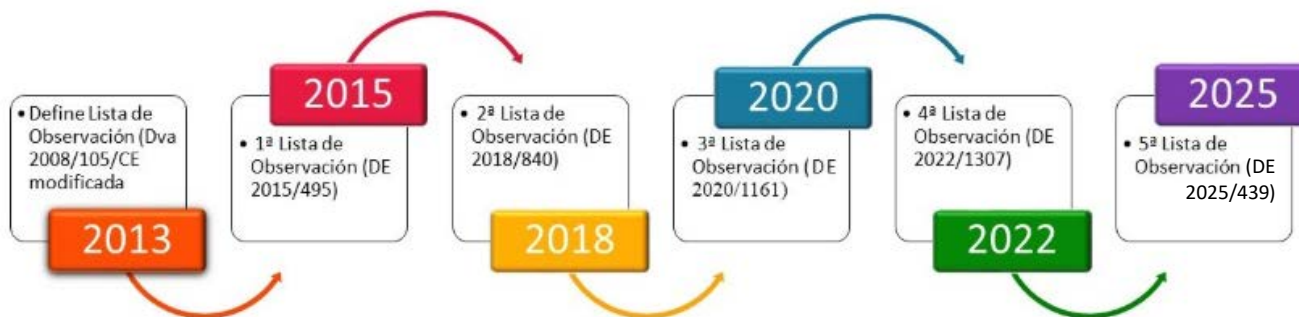 • Define Lista de
Observación (Dva
2008/105/CE
modificada
2013
2015
• 1ª Lista de
Observación (DE
2015/495)
• 2ª Lista de
Observación (DE
2018/840)
2018
2020
• 3ª Lista de
Observación (DE
2020/1161)
• 4ª Lista de
Observación (DE
2022/1307)
2022
2025
• 5ª Lista de
Observación (DE
2025/439)